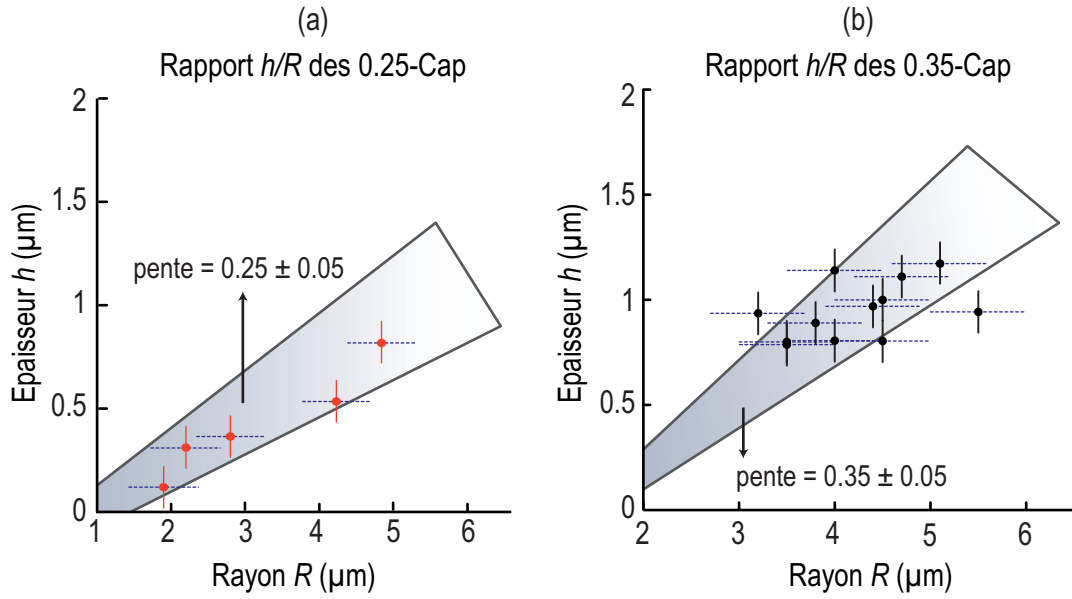 (a)
Rapport h/R des 0.25-Cap
2
1.5
1
0.5
0
Epaisseur h (μm)
pente = 0.25 ± 0.05
1 2 3 4 5 6
Rayon R (μm)
(b)
Rapport h/R des 0.35-Cap
2
1.5
1
0.5
0
Epaisseur h (μm)
pente = 0.35 ± 0.05
2 3 4 5 6
Rayon R (μm)